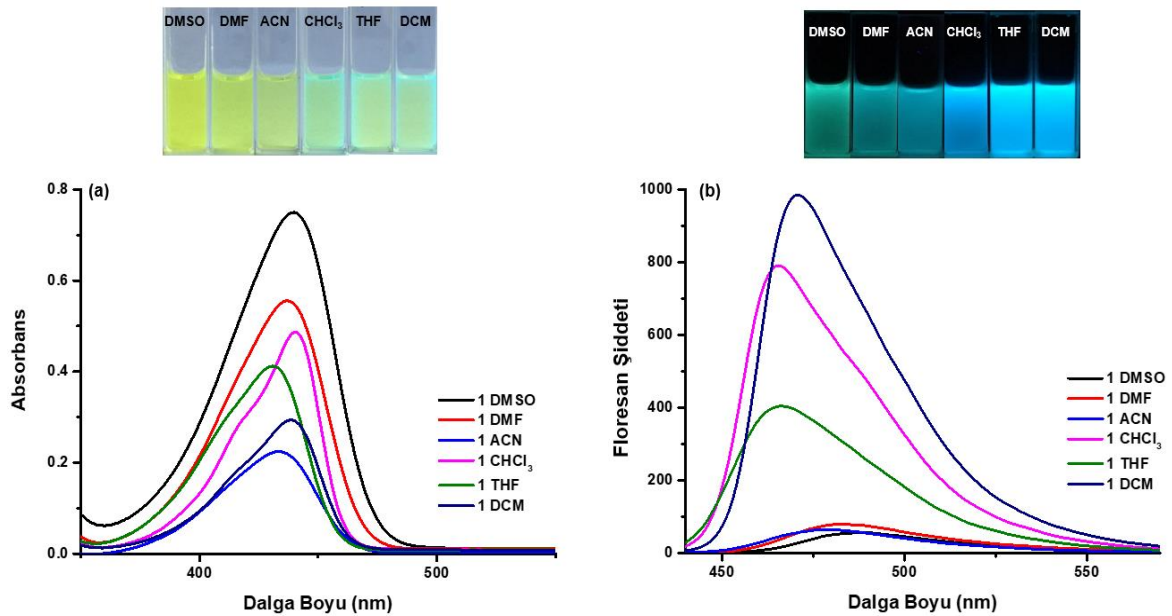 DMSO DMF ACN CHCl₃ THF DCM
DMSO DMF ACN CHCl₃ THF DCM
(a)
0.8
0.6
0.4
0.2
0.0
Absorbans
400 500
Dalga Boyu (nm)
1 DMSO
1 DMF
1 ACN
1 CHCl₃
1 THF
1 DCM
(b)
1000
800
600
400
200
0
Floresan Şiddeti
450 500 550
Dalga Boyu (nm)
1 DMSO
1 DMF
1 ACN
1 CHCl₃
1 THF
1 DCM